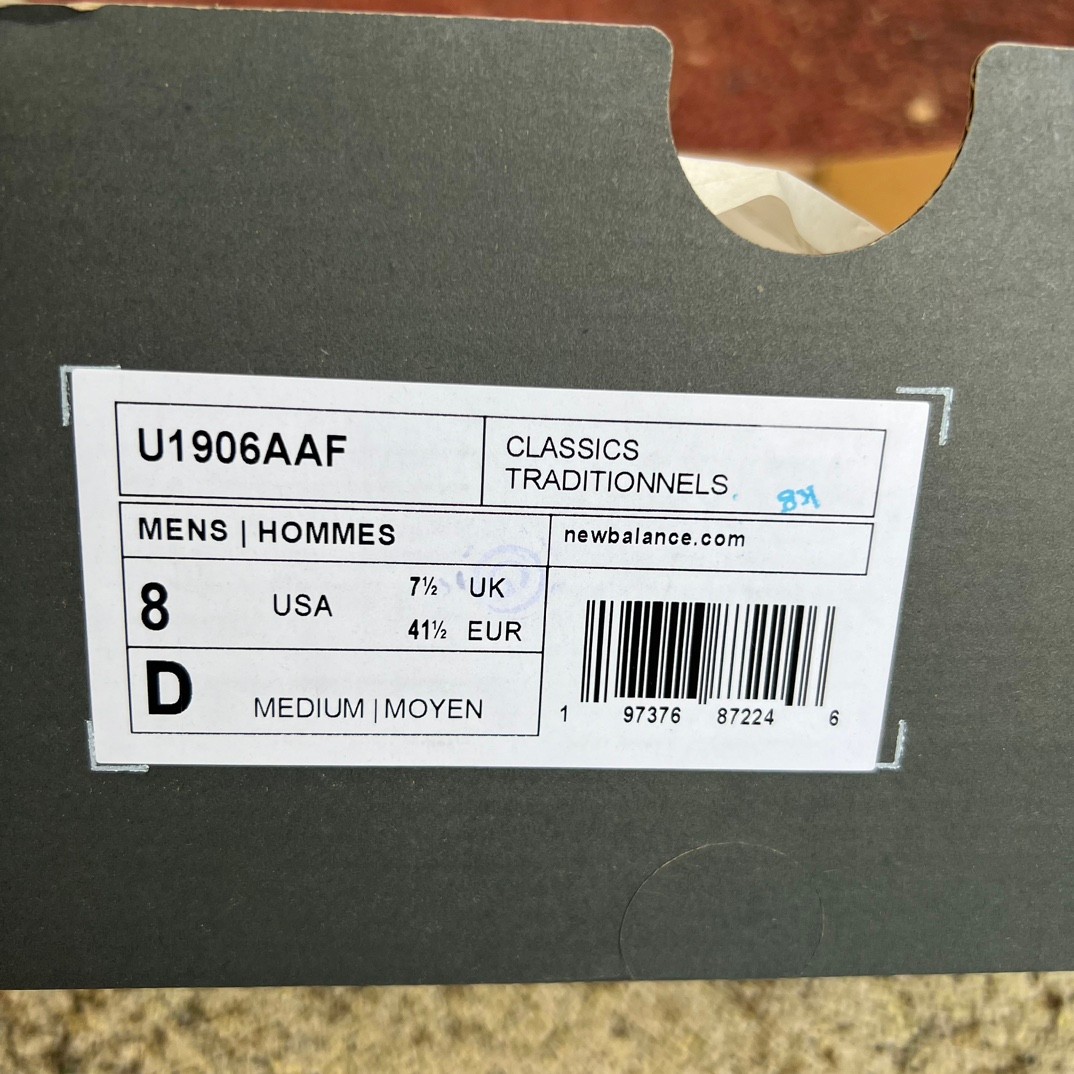 U1906AAF
CLASSICS
TRADITIONNELS
KB
MENS | HOMMES
newbalance.com
8 USA
7½ UK
41½ EUR
D MEDIUM | MOYEN
1 97376 87224 6